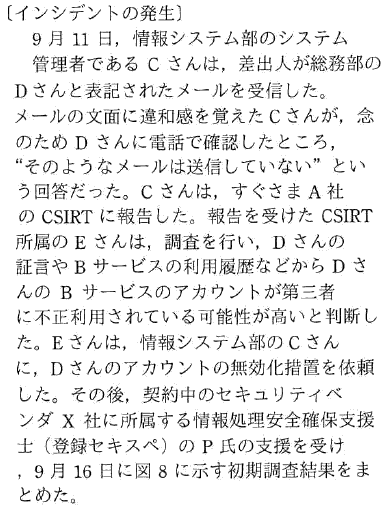 〔インシデントの発生〕
9月11日，情報システム部のシステム
管理者であるCさんは，差出人が総務部の
Dさんと表記されたメールを受信した。
メールの文面に違和感を覚えたCさんが，念
のためDさんに電話で確認したところ，
“そのようなメールは送信していない”とい
う回答だった。Cさんは，すぐさまA社
のCSIRTに報告した。報告を受けたCSIRT
所属のEさんは，調査を行い，Dさんの
証言やBサービスの利用履歴などからDさ
んのBサービスのアカウントが第三者
に不正利用されている可能性が高いと判断し
た。Eさんは，情報システム部のCさん
に，Dさんのアカウントの無効化措置を依頼
した。その後，契約中のセキュリティベ
ンダX社に所属する情報処理安全確保支援
士（登録セキスペ）のP氏の支援を受け
，9月16日に図8に示す初期調査結果をま
とめた。